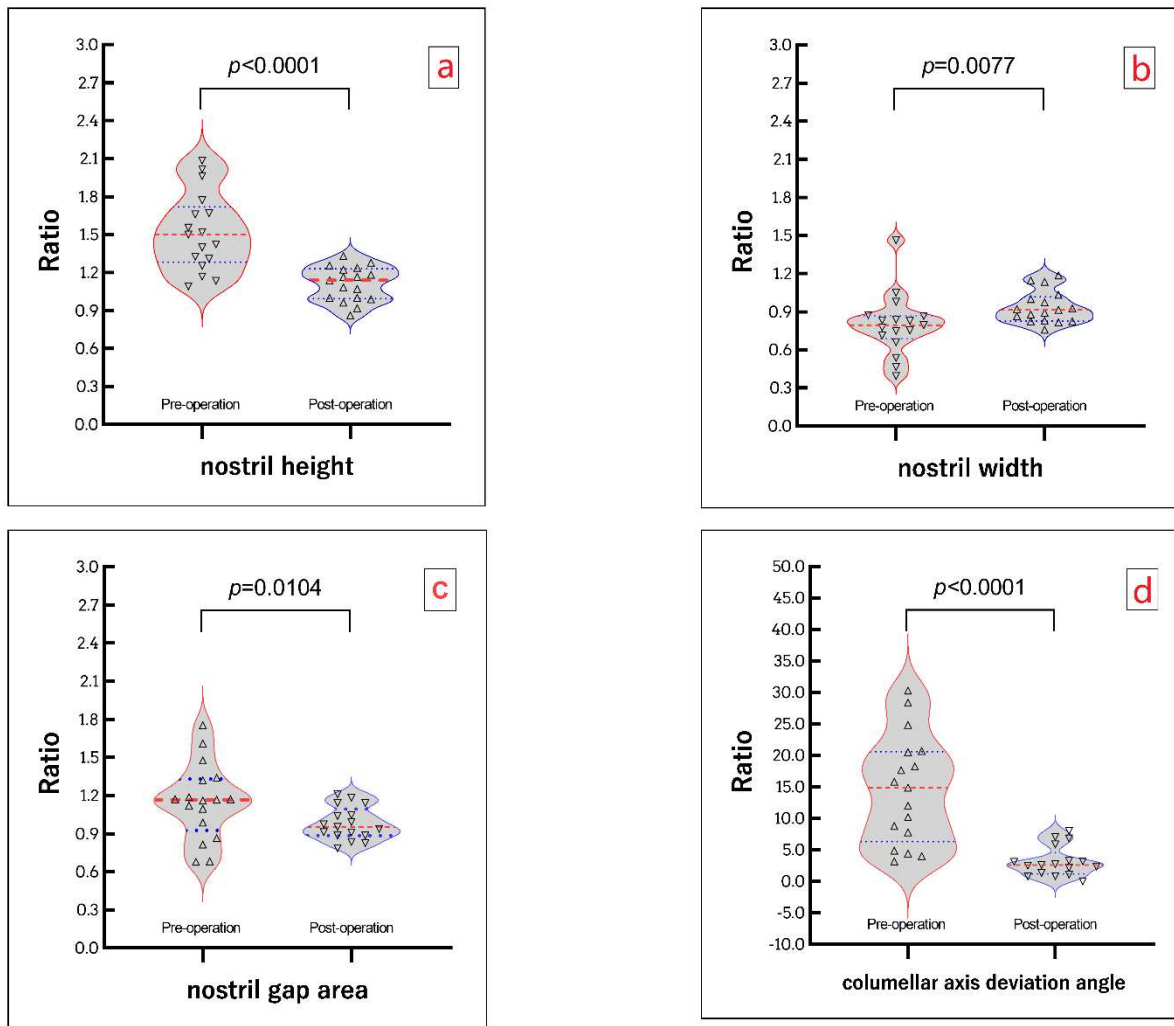 3.0
2.7
2.4
2.1
1.8
1.5
1.2
0.9
0.6
0.3
0.0
Ratio
p<0.0001
a
Pre-operation Post-operation
nostril height
3.0
2.7
2.4
2.1
1.8
1.5
1.2
0.9
0.6
0.3
0.0
Ratio
p=0.0077
b
Pre-operation Post-operation
nostril width
3.0
2.7
2.4
2.1
1.8
1.5
1.2
0.9
0.6
0.3
0.0
Ratio
p=0.0104
c
Pre-operation Post-operation
nostril gap area
50.0
45.0
40.0
35.0
30.0
25.0
20.0
15.0
10.0
5.0
0.0
-5.0
-10.0
Ratio
p<0.0001
d
Pre-operation Post-operation
columellar axis deviation angle